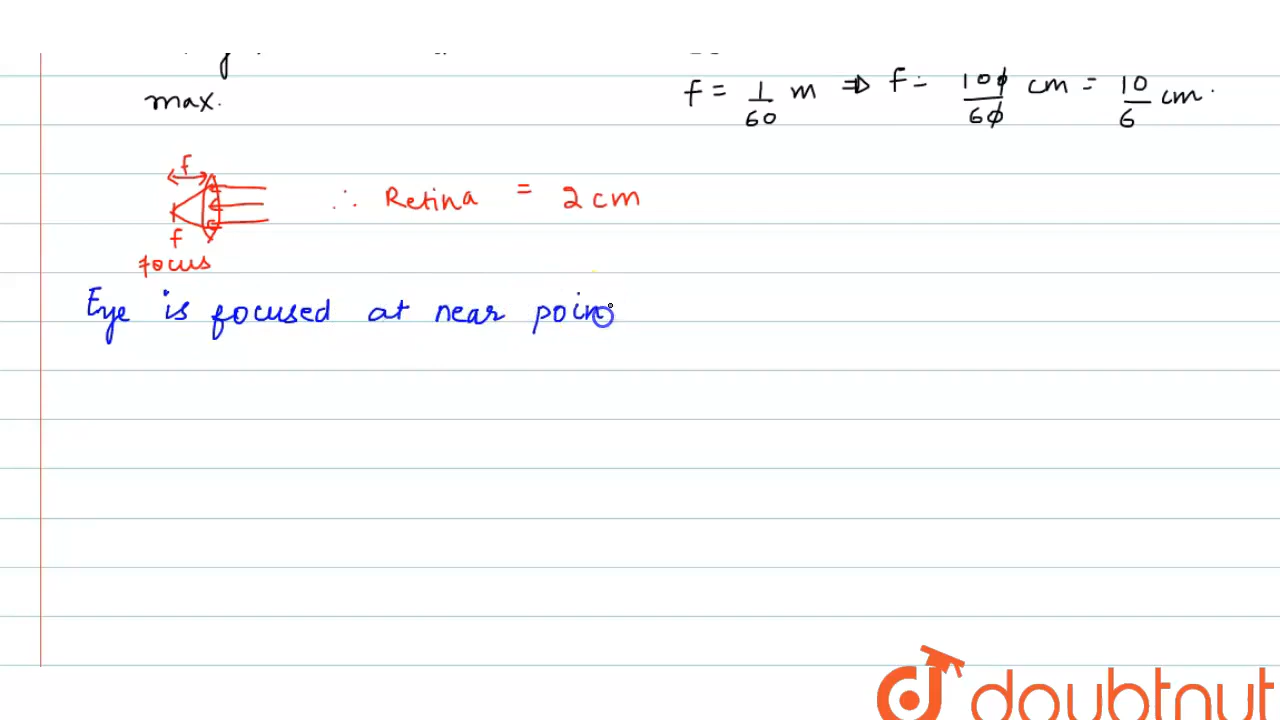 f = 1/60 m ⇒ f = 100/60 cm = 10/6 cm.
max.
f
∴ Retina = 2 cm
f
focus
Eye is focused at near poin
doubtnut